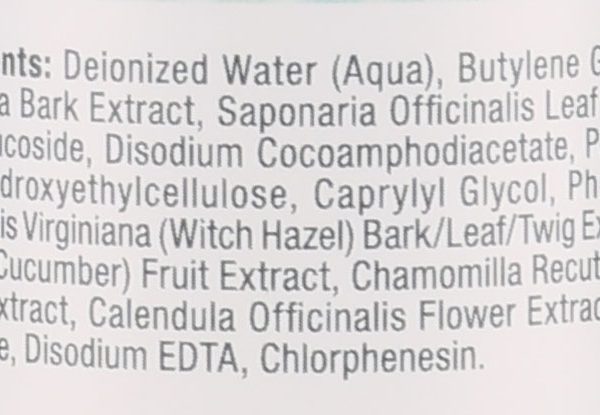 nts: Deionized Water (Aqua), Butylene G
a Bark Extract, Saponaria Officinalis Leaf
coside, Disodium Cocoamphodiacetate, P
droxyethylcellulose, Caprylyl Glycol, Ph
is Virginiana (Witch Hazel) Bark/Leaf/Twig Ex
Cucumber) Fruit Extract, Chamomilla Recut
xtract, Calendula Officinalis Flower Extrac
e, Disodium EDTA, Chlorphenesin.